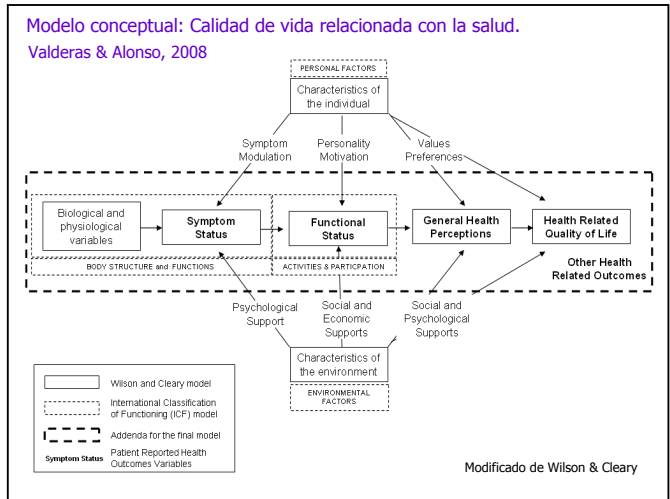 Modelo conceptual: Calidad de vida relacionada con la salud.
Valderas & Alonso, 2008
PERSONAL FACTORS
Characteristics of
the individual
Symptom
Modulation
Personality
Motivation
Values
Preferences
Biological and
physiological
variables
Symptom
Status
Functional
Status
General Health
Perceptions
Health Related
Quality of Life
BODY STRUCTURE and FUNCTIONS
ACTIVITIES & PARTICPATION
Other Health
Related Outcomes
Psychological
Support
Social and
Economic
Supports
Social and
Psychological
Supports
Characteristics of
the environment
ENVIRONMENTAL
FACTORS
Wilson and Cleary model
International Classification
of Functioning (ICF) model
Addenda for the final model
Symptom Status
Patient Reported Health
Outcomes Variables
Modificado de Wilson & Cleary